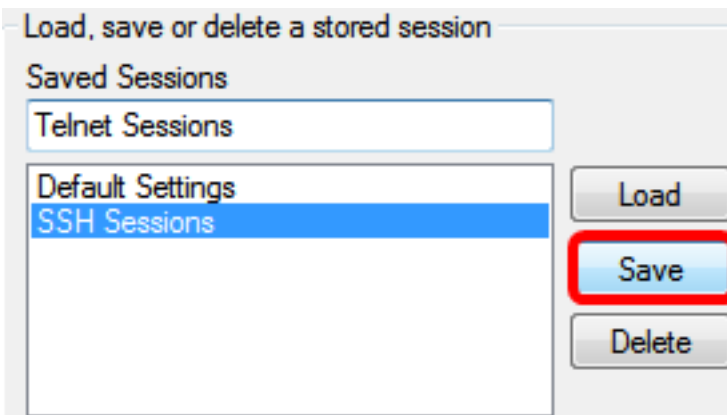 Load, save or delete a stored session
Saved Sessions
Telnet Sessions
Default Settings
SSH Sessions
Load
Save
Delete